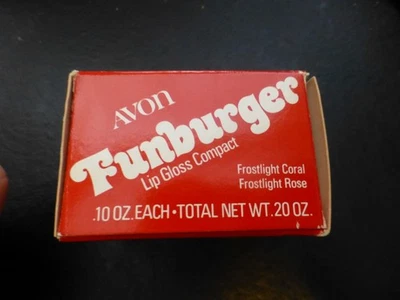 AVON
Funburger
Lip Gloss Compact
Frostlight Coral
Frostlight Rose
.10 OZ. EACH•TOTAL NET WT. .20 OZ.